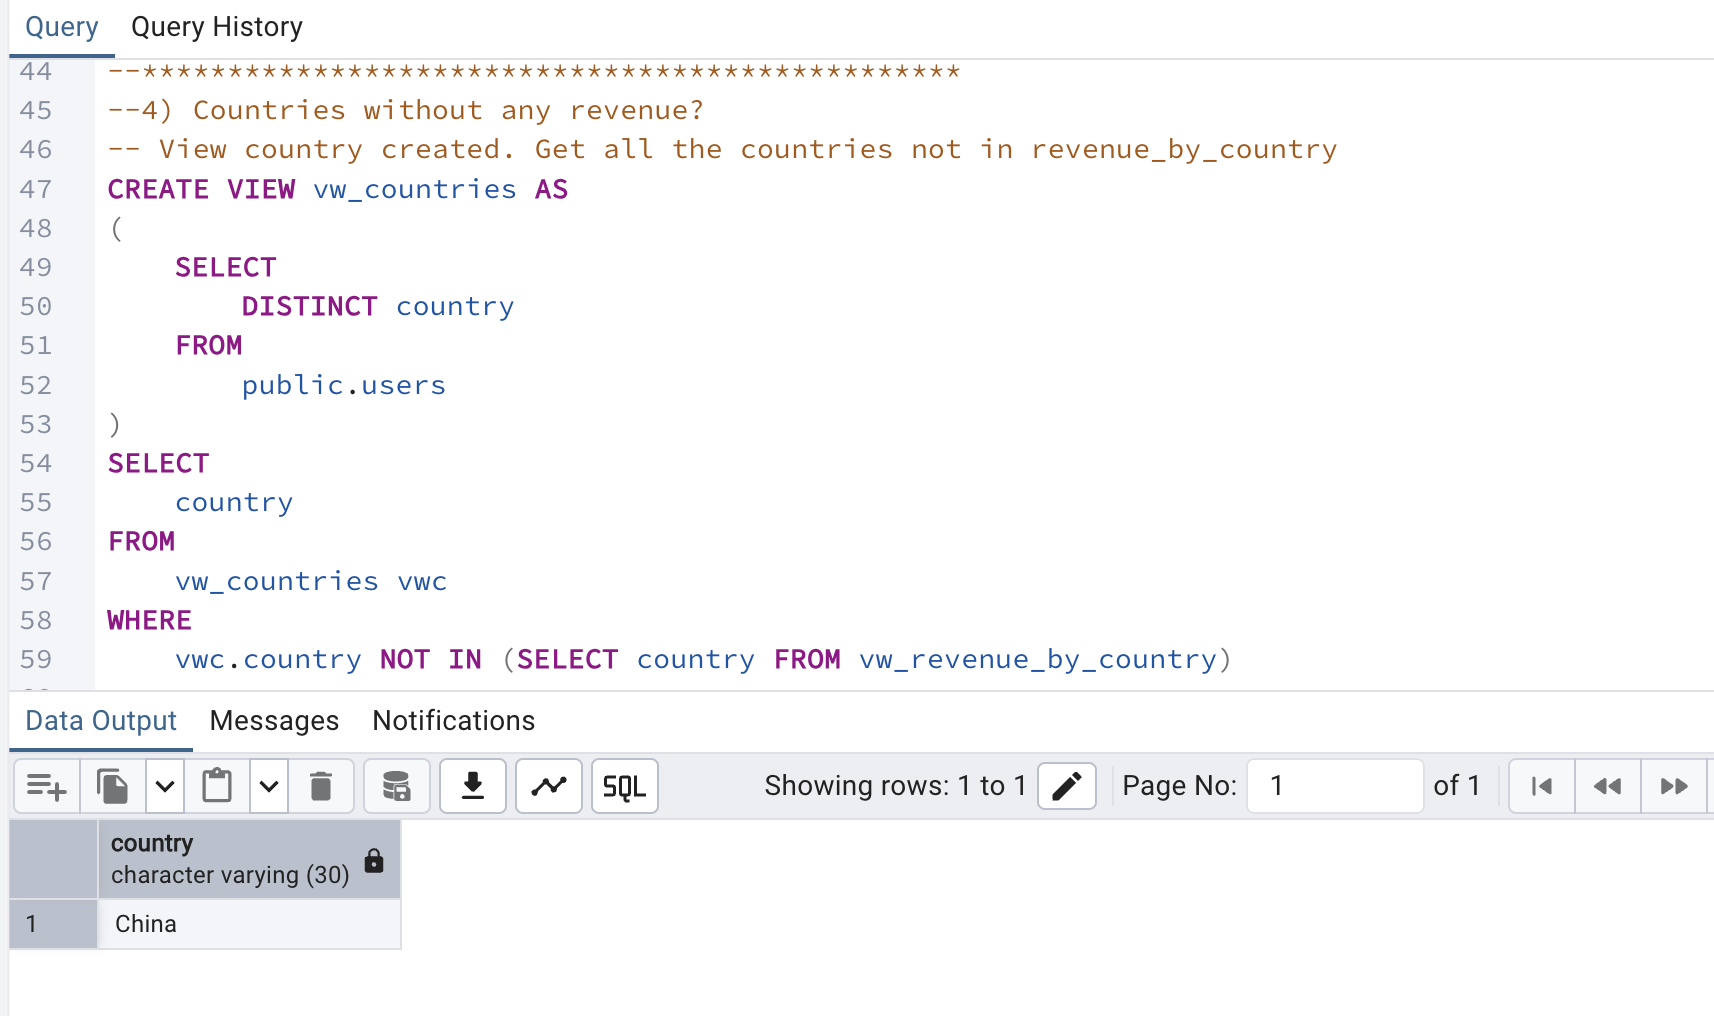 Query Query History
44 --************************************************
45 --4) Countries without any revenue?
46 -- View country created. Get all the countries not in revenue_by_country
47 CREATE VIEW vw_countries AS
48 (
49 SELECT
50 DISTINCT country
51 FROM
52 public.users
53 )
54 SELECT
55 country
56 FROM
57 vw_countries vwc
58 WHERE
59 vwc.country NOT IN (SELECT country FROM vw_revenue_by_country)
Data Output Messages Notifications
SQL Showing rows: 1 to 1 Page No: 1 of 1
country
character varying (30)
1 China